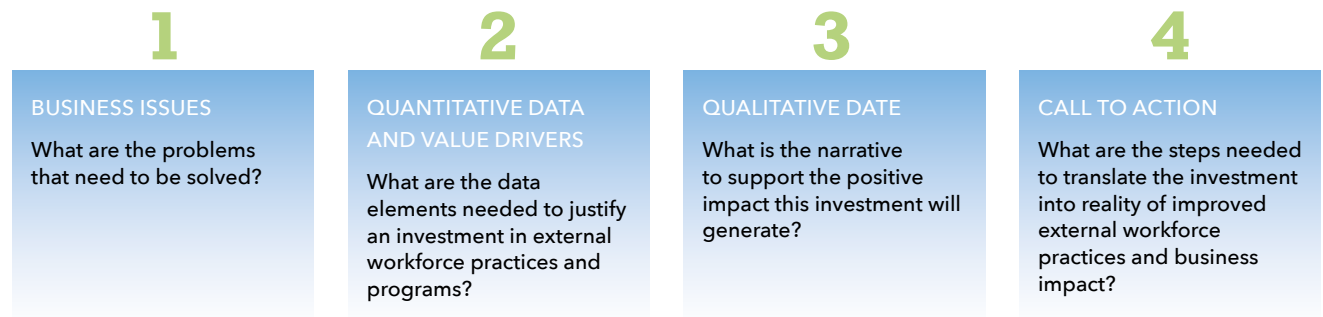 1
BUSINESS ISSUES
What are the problems
that need to be solved?
2
QUANTITATIVE DATA
AND VALUE DRIVERS
What are the data
elements needed to justify
an investment in external
workforce practices and
programs?
3
QUALITATIVE DATE
What is the narrative
to support the positive
impact this investment will
generate?
4
CALL TO ACTION
What are the steps needed
to translate the investment
into reality of improved
external workforce
practices and business
impact?